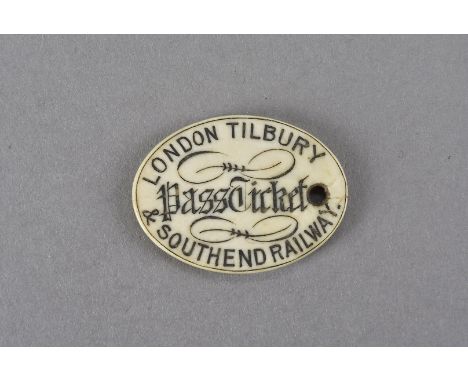 LONDON TILBURY
Pass Ticket
& SOUTHEND RAILWAY.